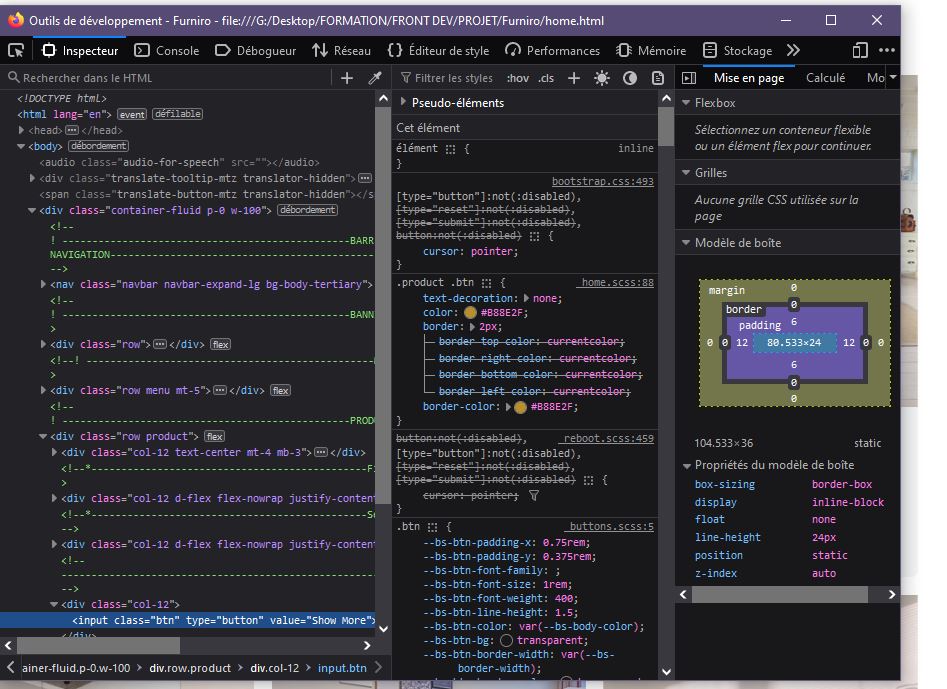 Outils de développement - Furniro - file:///G:/Desktop/FORMATION/FRONT DEV/PROJET/Furniro/home.html
Inspecteur Console Débogueur Réseau Éditeur de style Performances Mémoire Stockage
Rechercher dans le HTML
<!DOCTYPE html>
<html lang="en"> event défilable
<head> ••• </head>
<body> débordement
<audio class="audio-for-speech" src=""></audio>
<div class="translate-tooltip-mtz translator-hidden"> •••
<span class="translate-button-mtz translator-hidden"></s
<div class="container-fluid p-0 w-100"> débordement
<!--
! ------------------------------------------------BARR
NAVIGATION--------------------------------------------
-->
<nav class="navbar navbar-expand-lg bg-body-tertiary">
<!--
! ------------------------------------------------BANN
>
<div class="row"> ••• </div> flex
<!--! ------------------------------------------------
>
<div class="row menu mt-5"> ••• </div> flex
<!--
! ------------------------------------------------PROD
<div class="row product"> flex
<div class="col-12 text-center mt-4 mb-3"> ••• </div>
<!--*----------------------------------------------F
>
<div class="col-12 d-flex flex-nowrap justify-content
<!--*----------------------------------------------S
-->
<div class="col-12 d-flex flex-nowrap justify-content
<!--
----------------------------------------------------
-->
<div class="col-12">
<input class="btn" type="button" value="Show More">
</div>
ainer-fluid.p-0.w-100 > div.row.product > div.col-12 > input.btn
Filtrer les styles :hov .cls +
Pseudo-éléments
Cet élément
élément { inline
}
bootstrap.css:493
[type="button"]:not(:disabled),
[type="reset"]:not(:disabled),
[type="submit"]:not(:disabled),
button:not(:disabled) {
cursor: pointer;
}
.product .btn { home.scss:88
text-decoration: none;
color: #B88E2F;
border: 2px;
border-top-color: currentcolor;
border-right-color: currentcolor;
border-bottom-color: currentcolor;
border-left-color: currentcolor;
border-color: #B88E2F;
}
button:not(:disabled), _reboot.scss:459
[type="button"]:not(:disabled),
[type="reset"]:not(:disabled),
[type="submit"]:not(:disabled) {
cursor: pointer;
}
.btn { _buttons.scss:5
--bs-btn-padding-x: 0.75rem;
--bs-btn-padding-y: 0.375rem;
--bs-btn-font-family: ;
--bs-btn-font-size: 1rem;
--bs-btn-font-weight: 400;
--bs-btn-line-height: 1.5;
--bs-btn-color: var(--bs-body-color);
--bs-btn-bg: transparent;
--bs-btn-border-width: var(--bs-
border-width);
Mise en page Calculé Mo
Flexbox
Sélectionnez un conteneur flexible
ou un élément flex pour continuer.
Grilles
Aucune grille CSS utilisée sur la
page
Modèle de boîte
margin 0
border 0
padding 6
0 0 12 80.533×24 12 0 0
6
0
0
104.533×36 static
Propriétés du modèle de boîte
box-sizing border-box
display inline-block
float none
line-height 24px
position static
z-index auto